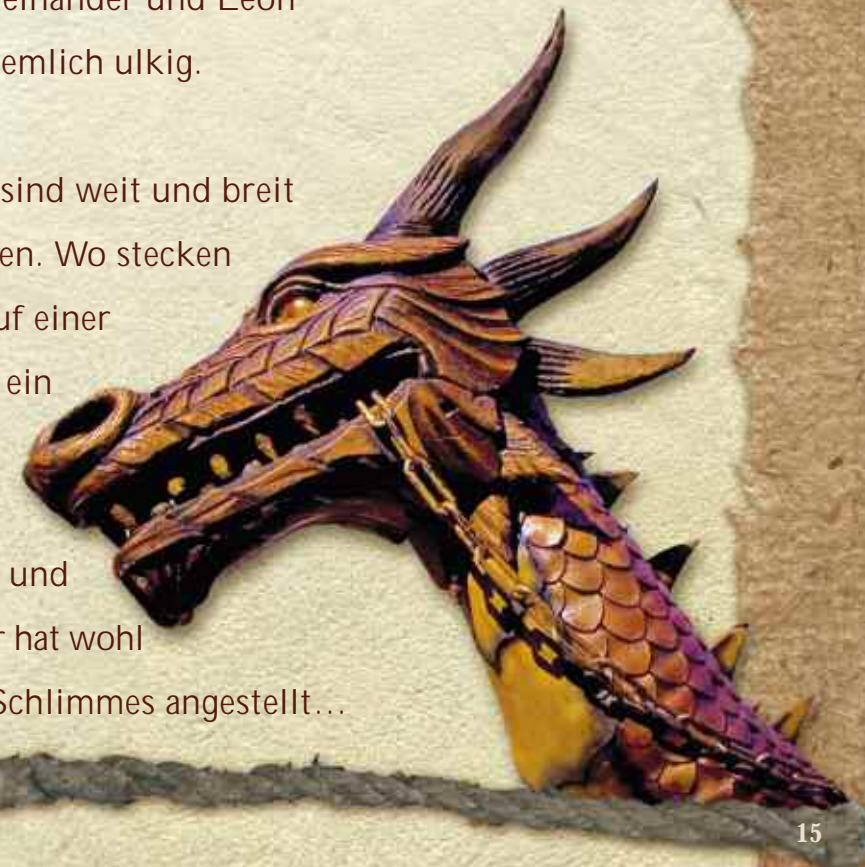 einander und Leon
emlich ulkig.
sind weit und breit
en. Wo stecken
uf einer
ein
und
r hat wohl
Schlimmes angestellt...
15